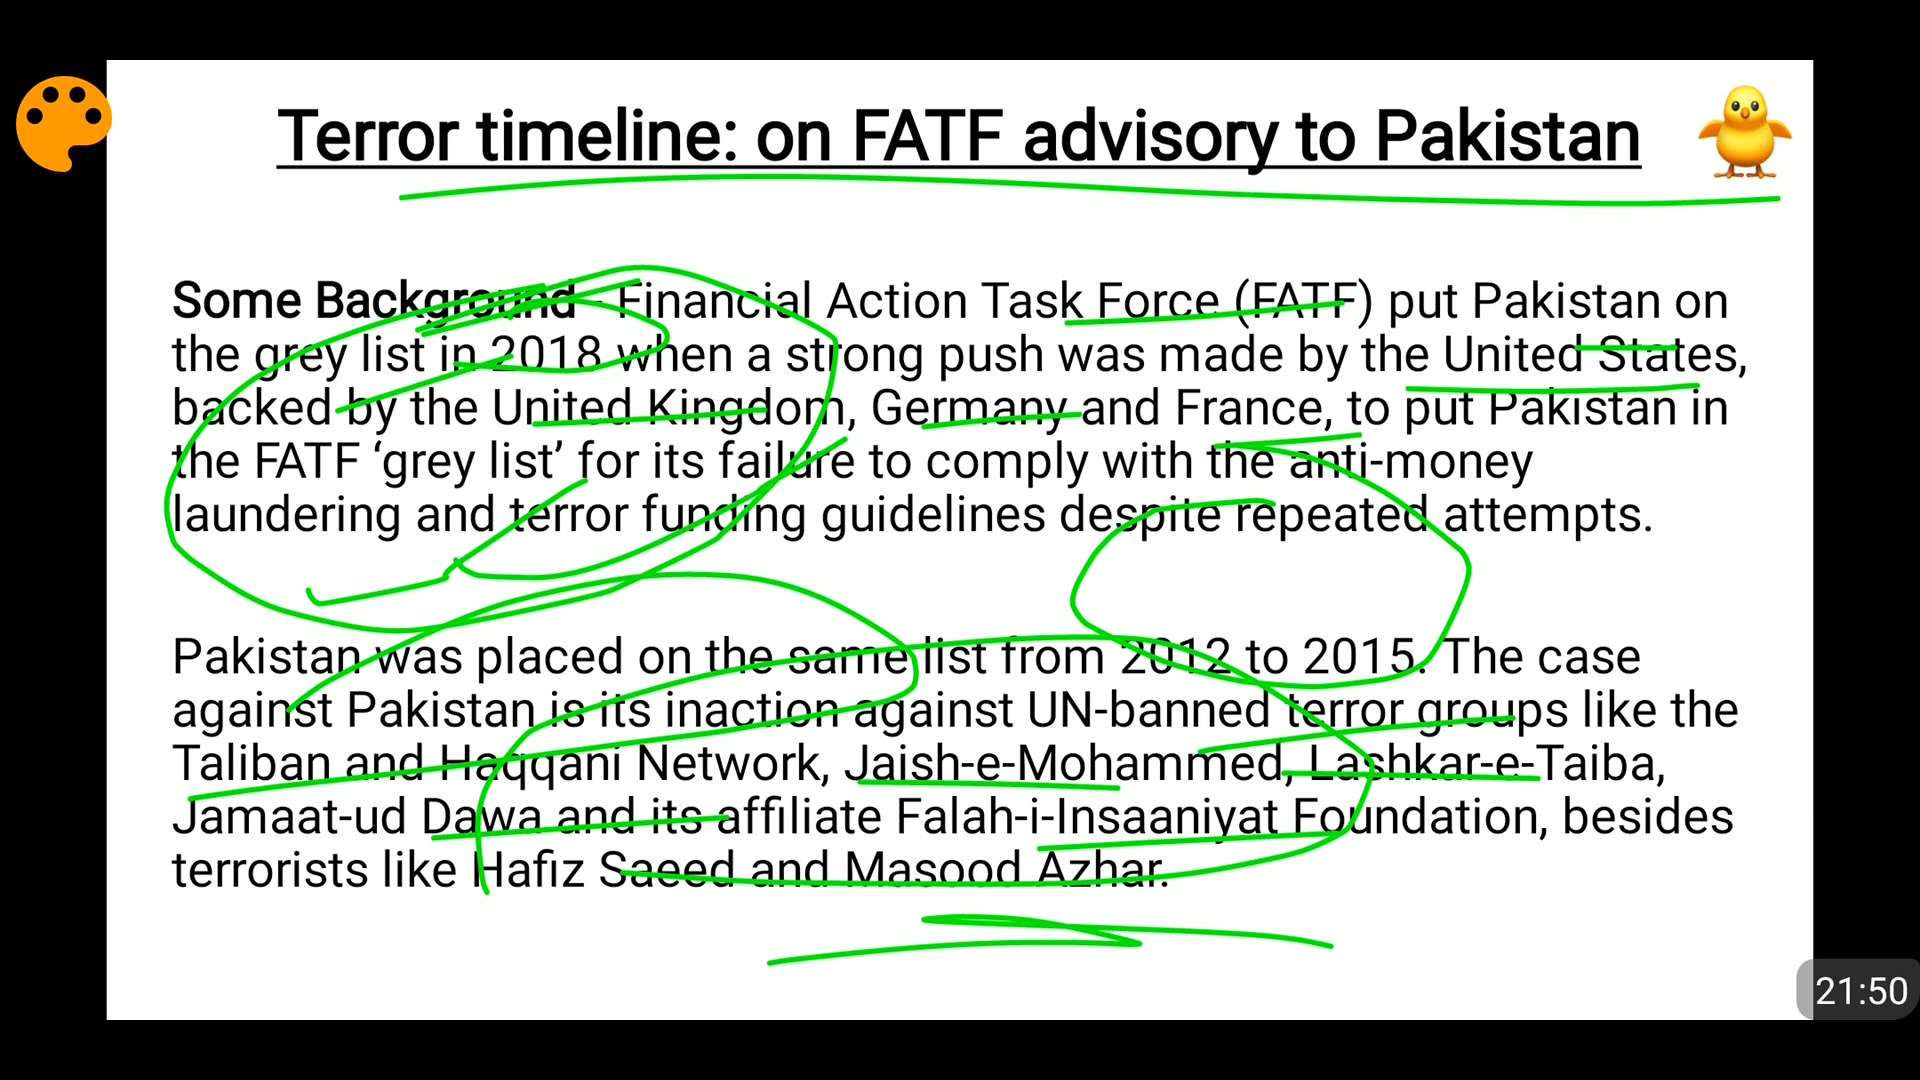 Terror timeline: on FATF advisory to Pakistan
Some Background - Financial Action Task Force (FATF) put Pakistan on
the grey list in 2018 when a strong push was made by the United States,
backed by the United Kingdom, Germany and France, to put Pakistan in
the FATF ‘grey list’ for its failure to comply with the anti-money
laundering and terror funding guidelines despite repeated attempts.
Pakistan was placed on the same list from 2012 to 2015. The case
against Pakistan is its inaction against UN-banned terror groups like the
Taliban and Haqqani Network, Jaish-e-Mohammed, Lashkar-e-Taiba,
Jamaat-ud Dawa and its affiliate Falah-i-Insaaniyat Foundation, besides
terrorists like Hafiz Saeed and Masood Azhar.
21:50